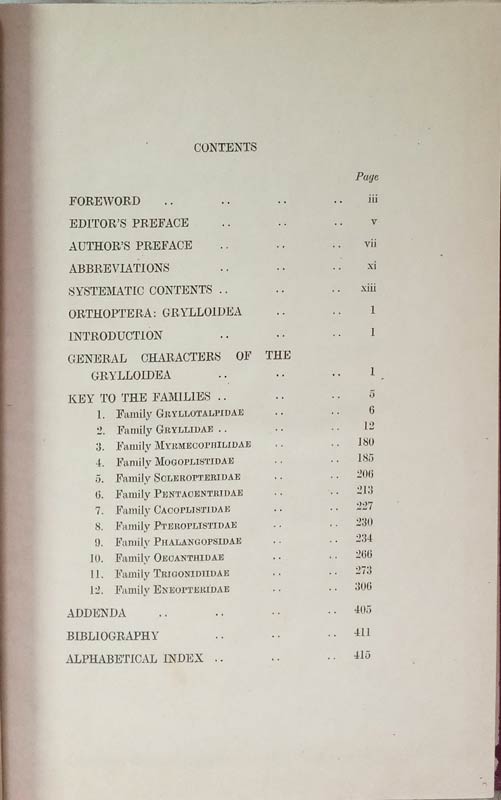 CONTENTS
Page
FOREWORD .. .. .. .. iii
EDITOR'S PREFACE .. .. .. v
AUTHOR'S PREFACE .. .. .. vii
ABBREVIATIONS .. .. .. xi
SYSTEMATIC CONTENTS .. .. .. xiii
ORTHOPTERA: GRYLLOIDEA .. .. 1
INTRODUCTION .. .. .. 1
GENERAL CHARACTERS OF THE
GRYLLOIDEA .. .. .. 1
KEY TO THE FAMILIES .. .. .. 5
1. Family GRYLLOTALPIDAE .. .. 6
2. Family GRYLLIDAE .. .. .. 12
3. Family MYRMECOPHILIDAE .. .. 180
4. Family MOGOPLISTIDAE .. .. 185
5. Family SCLEROPTERIDAE .. .. 206
6. Family PENTACENTRIDAE .. .. 213
7. Family CACOPLISTIDAE .. .. 227
8. Family PTEROPLISTIDAE .. .. 230
9. Family PHALANGOPSIDAE .. .. 234
10. Family OECANTHIDAE .. .. 266
11. Family TRIGONIDIIDAE .. .. 273
12. Family ENEOPTERIDAE .. .. 306
ADDENDA .. .. .. .. 405
BIBLIOGRAPHY .. .. .. 411
ALPHABETICAL INDEX .. .. .. 415